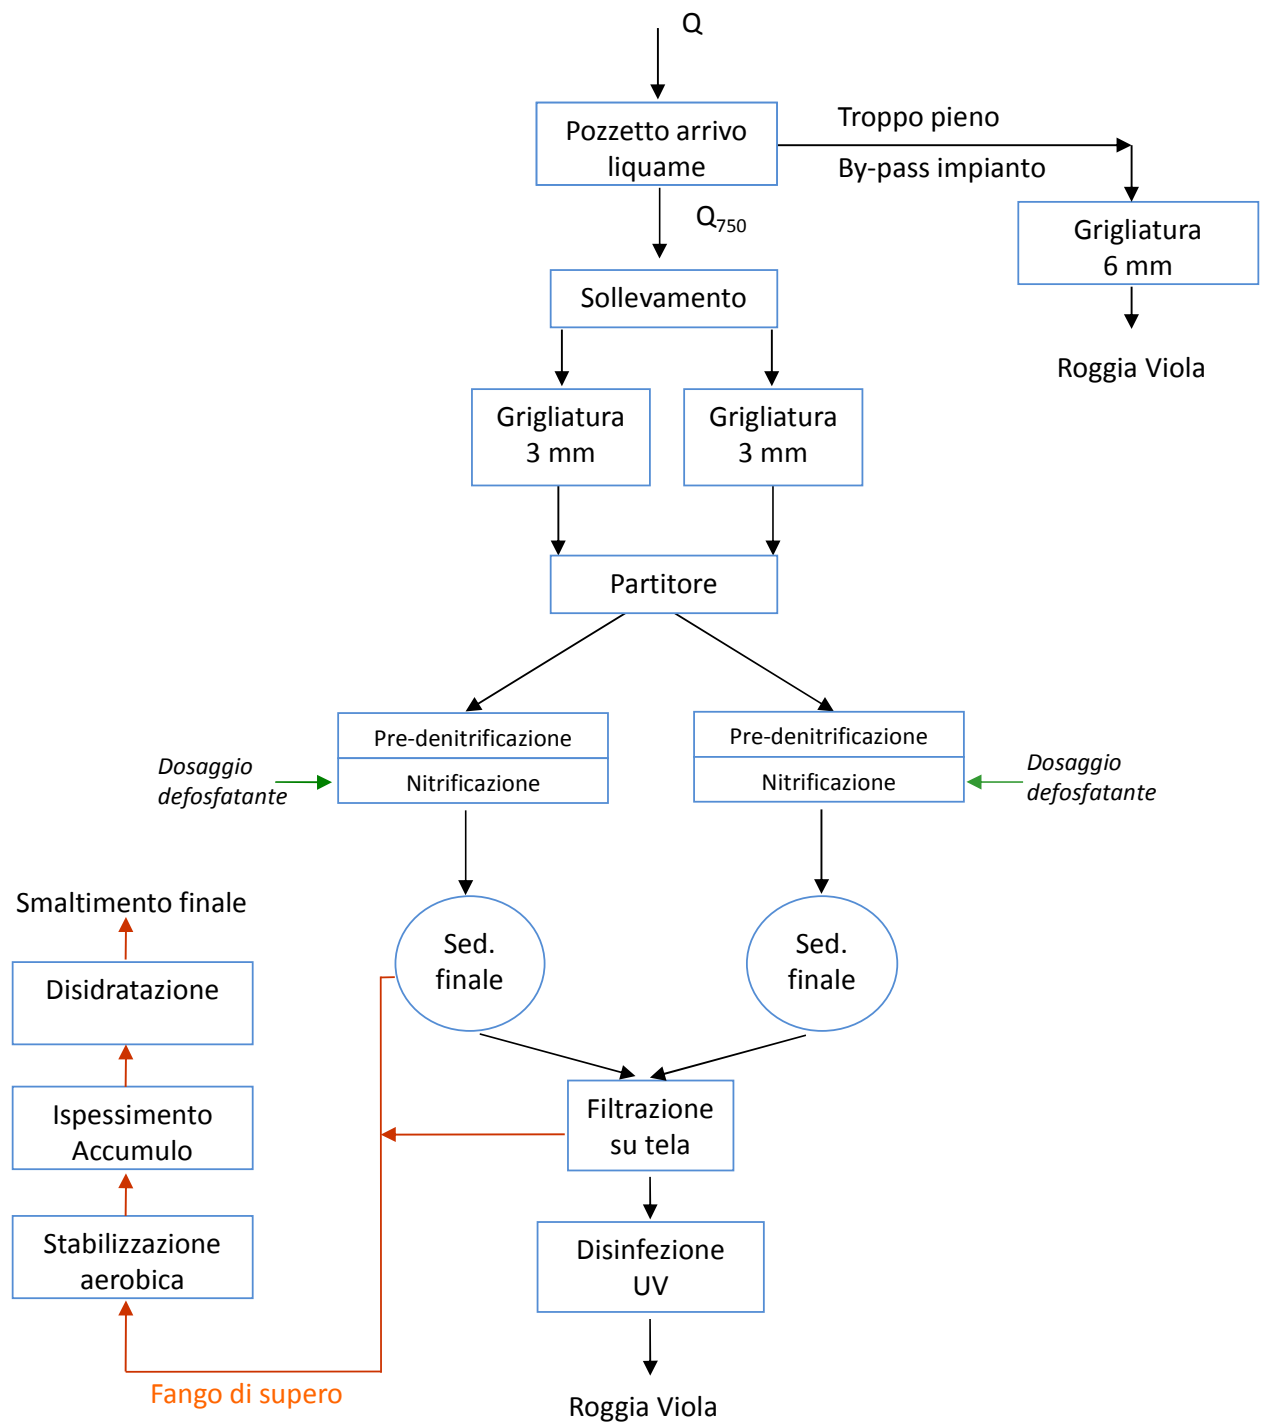 Q
Pozzetto arrivo
liquame
Troppo pieno
By-pass impianto
Q750
Grigliatura
6 mm
Sollevamento
Roggia Viola
Grigliatura
3 mm
Grigliatura
3 mm
Partitore
Pre-denitrificazione
Nitrificazione
Pre-denitrificazione
Nitrificazione
Dosaggio
defosfatante
Dosaggio
defosfatante
Smaltimento finale
Sed.
finale
Sed.
finale
Disidratazione
Ispessimento
Accumulo
Filtrazione
su tela
Stabilizzazione
aerobica
Disinfezione
UV
Fango di supero
Roggia Viola